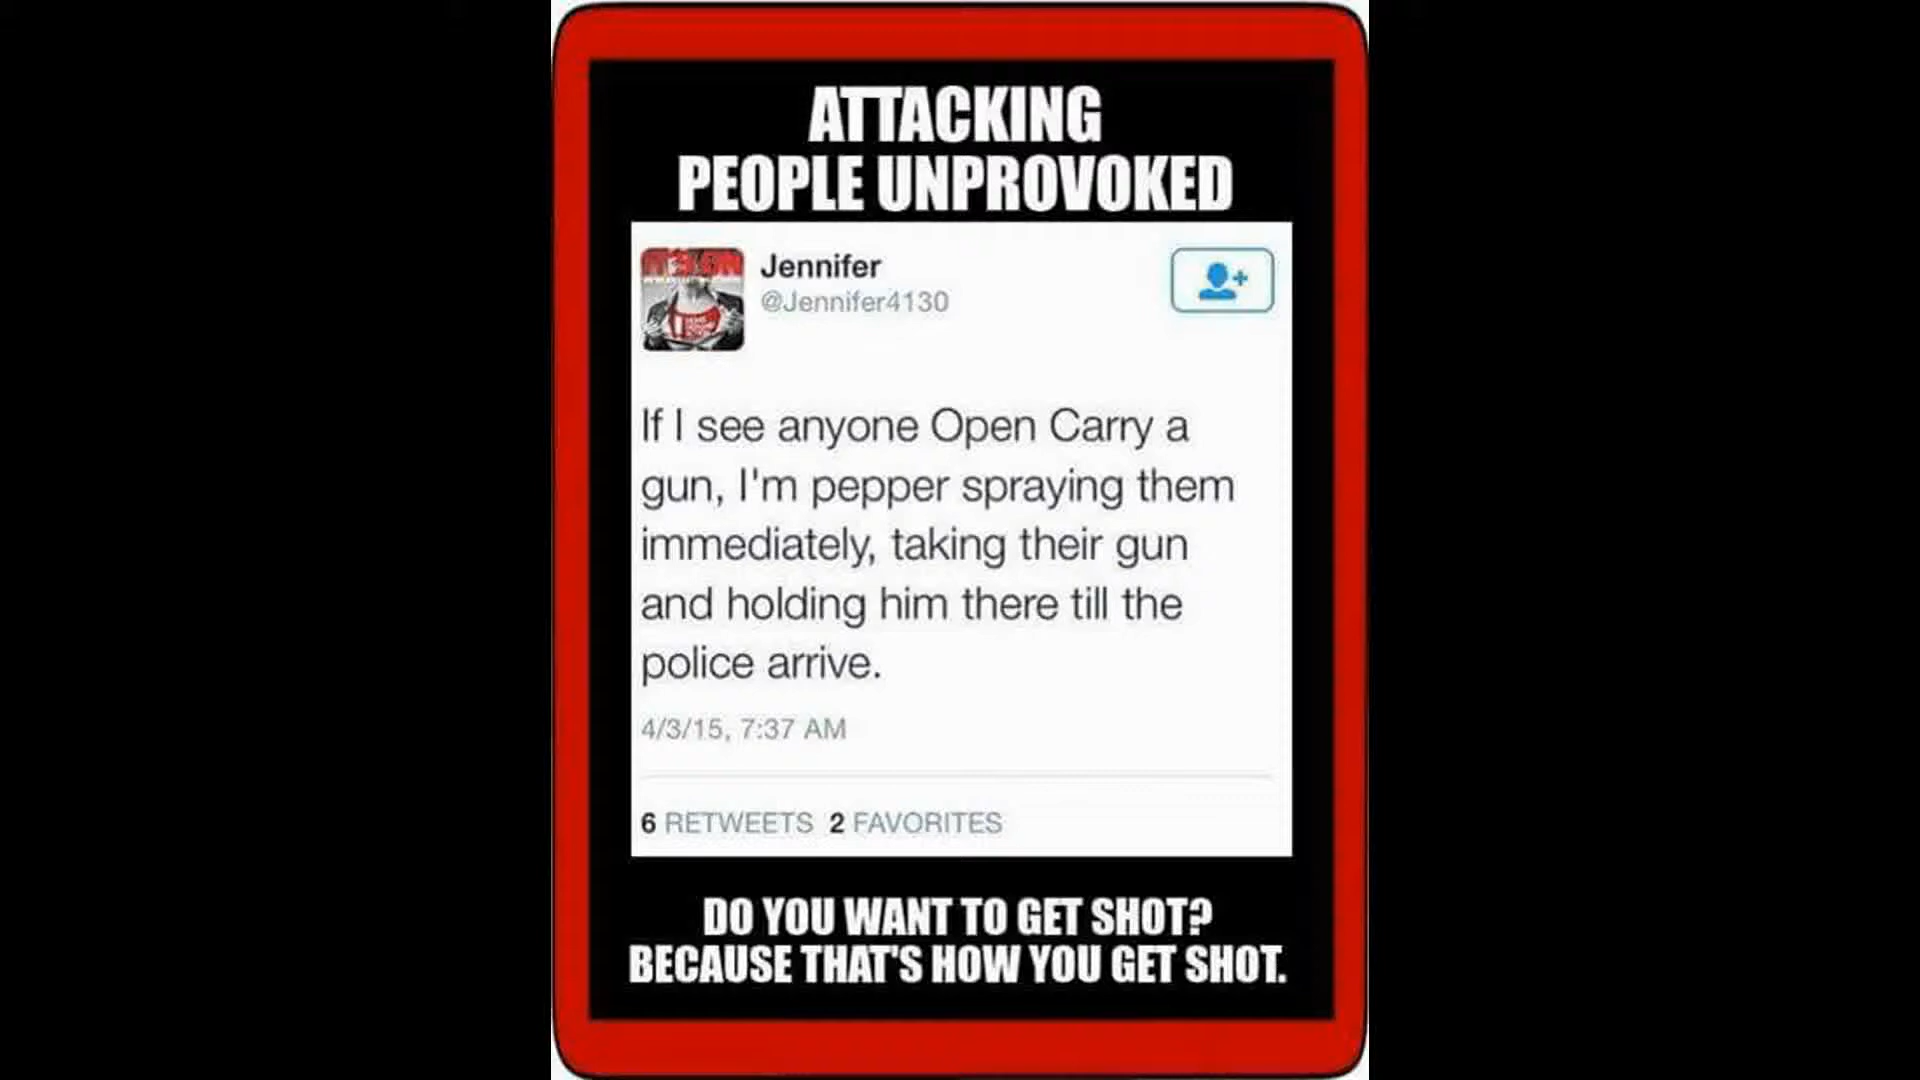 ATTACKING
PEOPLE UNPROVOKED
Jennifer
@Jennifer4130
If I see anyone Open Carry a
gun, I'm pepper spraying them
immediately, taking their gun
and holding him there till the
police arrive.
4/3/15, 7:37 AM
6 RETWEETS 2 FAVORITES
DO YOU WANT TO GET SHOT?
BECAUSE THAT'S HOW YOU GET SHOT.